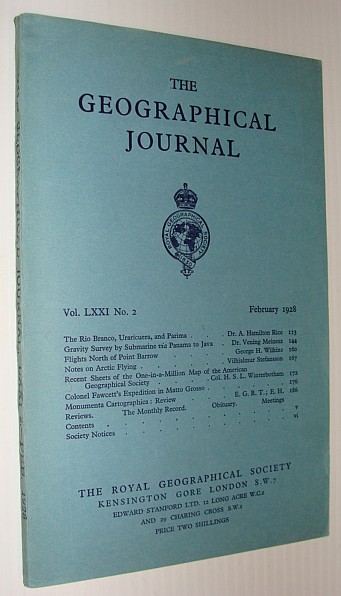 THE
GEOGRAPHICAL
JOURNAL
ROYAL GEOGRAPHICAL SOCIETY
Vol. LXXI No. 2 February 1928
The Rio Branco, Uraricuera, and Parima . . Dr. A. Hamilton Rice 113
Gravity Survey by Submarine via Panama to Java . Dr. Vening Meinesz 144
Flights North of Point Barrow . . George H. Wilkins 160
Notes on Arctic Flying . . . Vilhjalmur Stefansson 167
Recent Sheets of the One-in-a-Million Map of the American
Geographical Society . . Col. H. S. L. Winterbotham 172
Colonel Fawcett's Expedition in Matto Grosso . . . 176
Monumenta Cartographica : Review . . E. G. R. T.; E. H. 186
Reviews. The Monthly Record. Obituary. Meetings
Contents . . . . . . . v
Society Notices . . . . . . . vi
THE ROYAL GEOGRAPHICAL SOCIETY
KENSINGTON GORE LONDON S.W.7
EDWARD STANFORD LTD. 12 LONG ACRE W.C.2
AND 29 CHARING CROSS S.W.1
PRICE TWO SHILLINGS